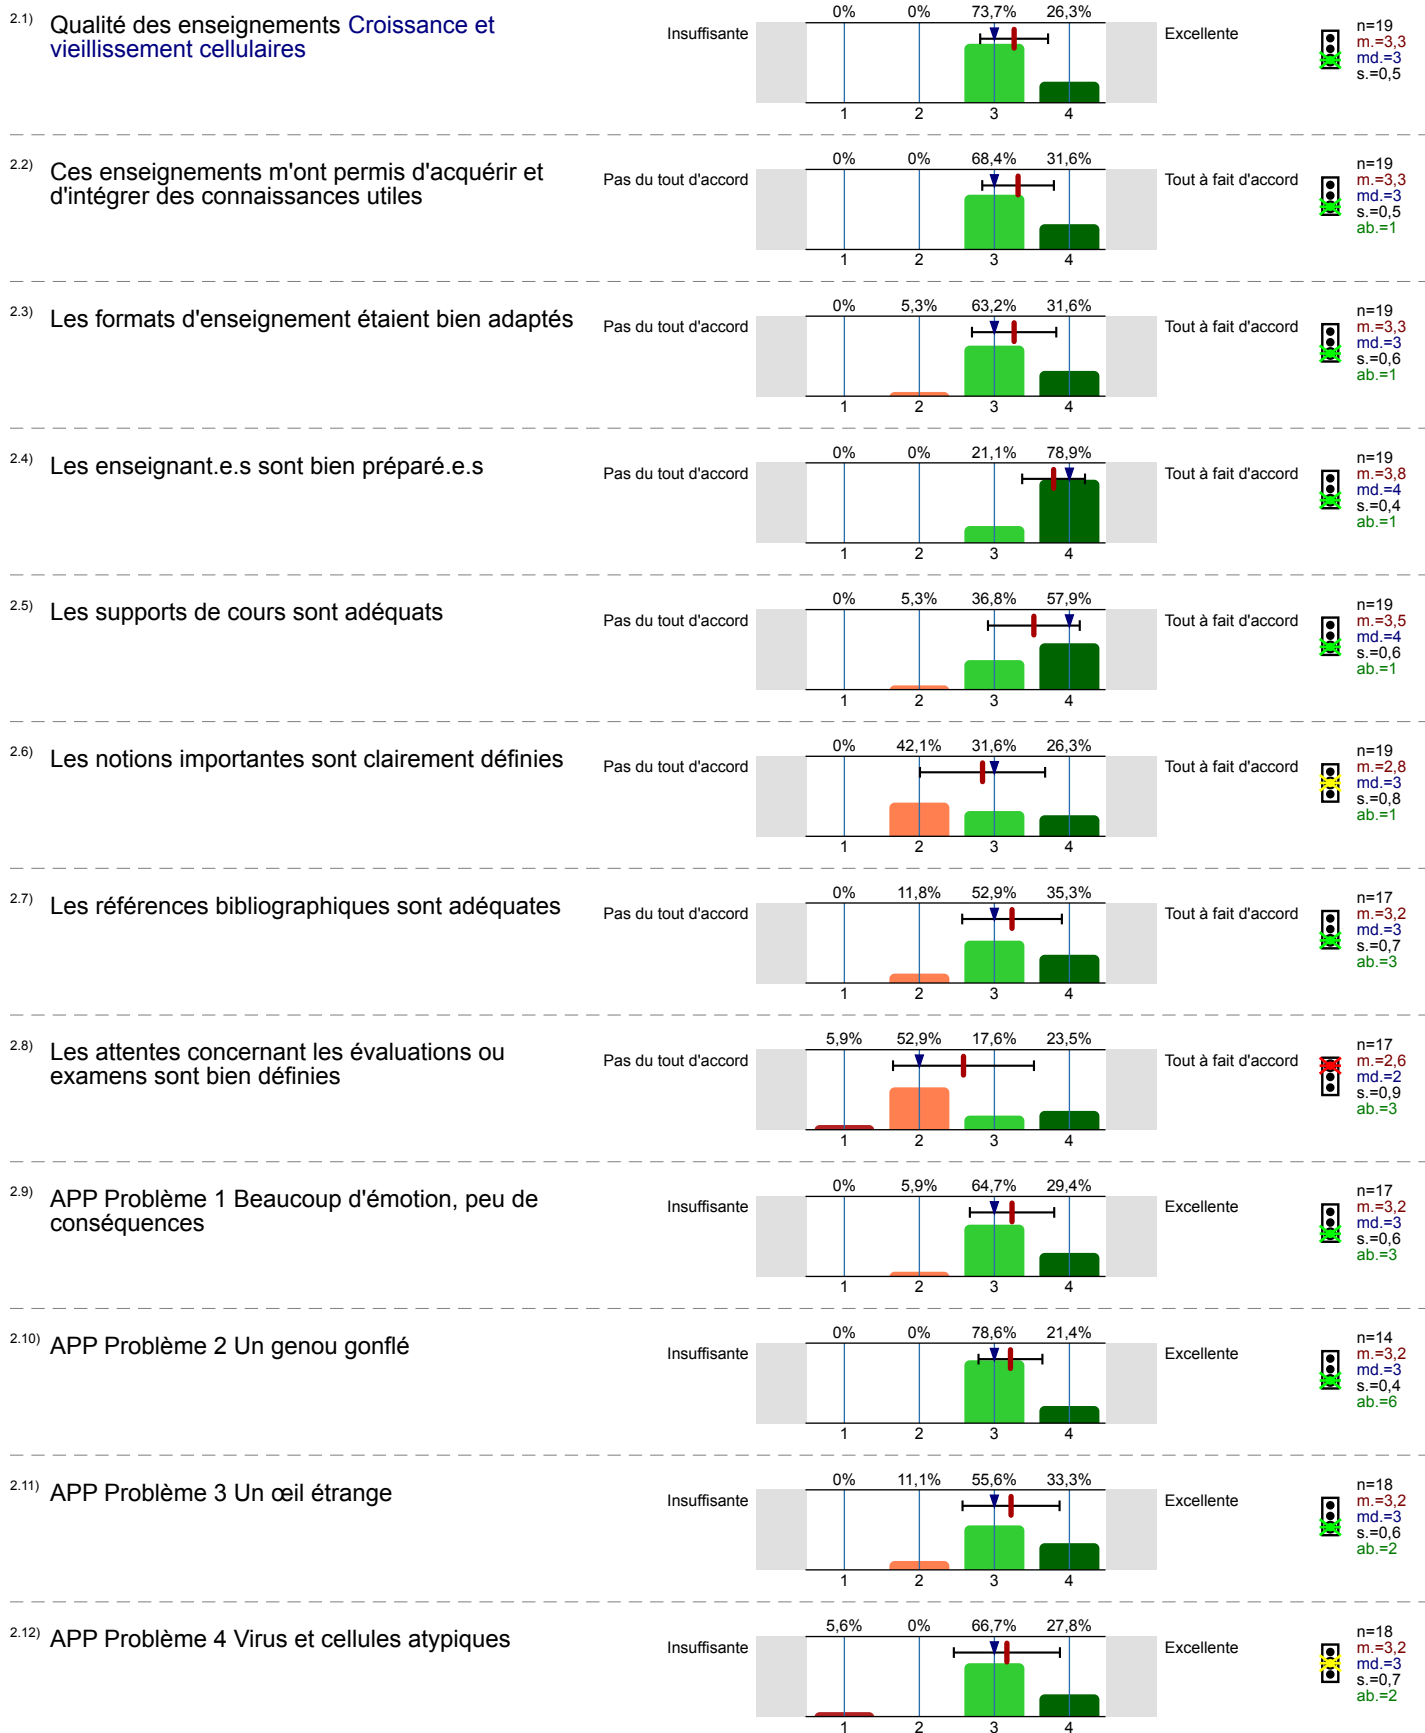 2.1) Qualité des enseignements Croissance et
vieillissement cellulaires
Insuffisante
0% 0% 73,7% 26,3%
1 2 3 4
Excellente
n=19
m.=3,3
md.=3
s.=0,5
2.2) Ces enseignements m'ont permis d'acquérir et
d'intégrer des connaissances utiles
Pas du tout d'accord
0% 0% 68,4% 31,6%
1 2 3 4
Tout à fait d'accord
n=19
m.=3,3
md.=3
s.=0,5
ab.=1
2.3) Les formats d'enseignement étaient bien adaptés
Pas du tout d'accord
0% 5,3% 63,2% 31,6%
1 2 3 4
Tout à fait d'accord
n=19
m.=3,3
md.=3
s.=0,6
ab.=1
2.4) Les enseignant.e.s sont bien préparé.e.s
Pas du tout d'accord
0% 0% 21,1% 78,9%
1 2 3 4
Tout à fait d'accord
n=19
m.=3,8
md.=4
s.=0,4
ab.=1
2.5) Les supports de cours sont adéquats
Pas du tout d'accord
0% 5,3% 36,8% 57,9%
1 2 3 4
Tout à fait d'accord
n=19
m.=3,5
md.=4
s.=0,6
ab.=1
2.6) Les notions importantes sont clairement définies
Pas du tout d'accord
0% 42,1% 31,6% 26,3%
1 2 3 4
Tout à fait d'accord
n=19
m.=2,8
md.=3
s.=0,8
ab.=1
2.7) Les références bibliographiques sont adéquates
Pas du tout d'accord
0% 11,8% 52,9% 35,3%
1 2 3 4
Tout à fait d'accord
n=17
m.=3,2
md.=3
s.=0,7
ab.=3
2.8) Les attentes concernant les évaluations ou
examens sont bien définies
Pas du tout d'accord
5,9% 52,9% 17,6% 23,5%
1 2 3 4
Tout à fait d'accord
n=17
m.=2,6
md.=2
s.=0,9
ab.=3
2.9) APP Problème 1 Beaucoup d'émotion, peu de
conséquences
Insuffisante
0% 5,9% 64,7% 29,4%
1 2 3 4
Excellente
n=17
m.=3,2
md.=3
s.=0,6
ab.=3
2.10) APP Problème 2 Un genou gonflé
Insuffisante
0% 0% 78,6% 21,4%
1 2 3 4
Excellente
n=14
m.=3,2
md.=3
s.=0,4
ab.=6
2.11) APP Problème 3 Un œil étrange
Insuffisante
0% 11,1% 55,6% 33,3%
1 2 3 4
Excellente
n=18
m.=3,2
md.=3
s.=0,6
ab.=2
2.12) APP Problème 4 Virus et cellules atypiques
Insuffisante
5,6% 0% 66,7% 27,8%
1 2 3 4
Excellente
n=18
m.=3,2
md.=3
s.=0,7
ab.=2